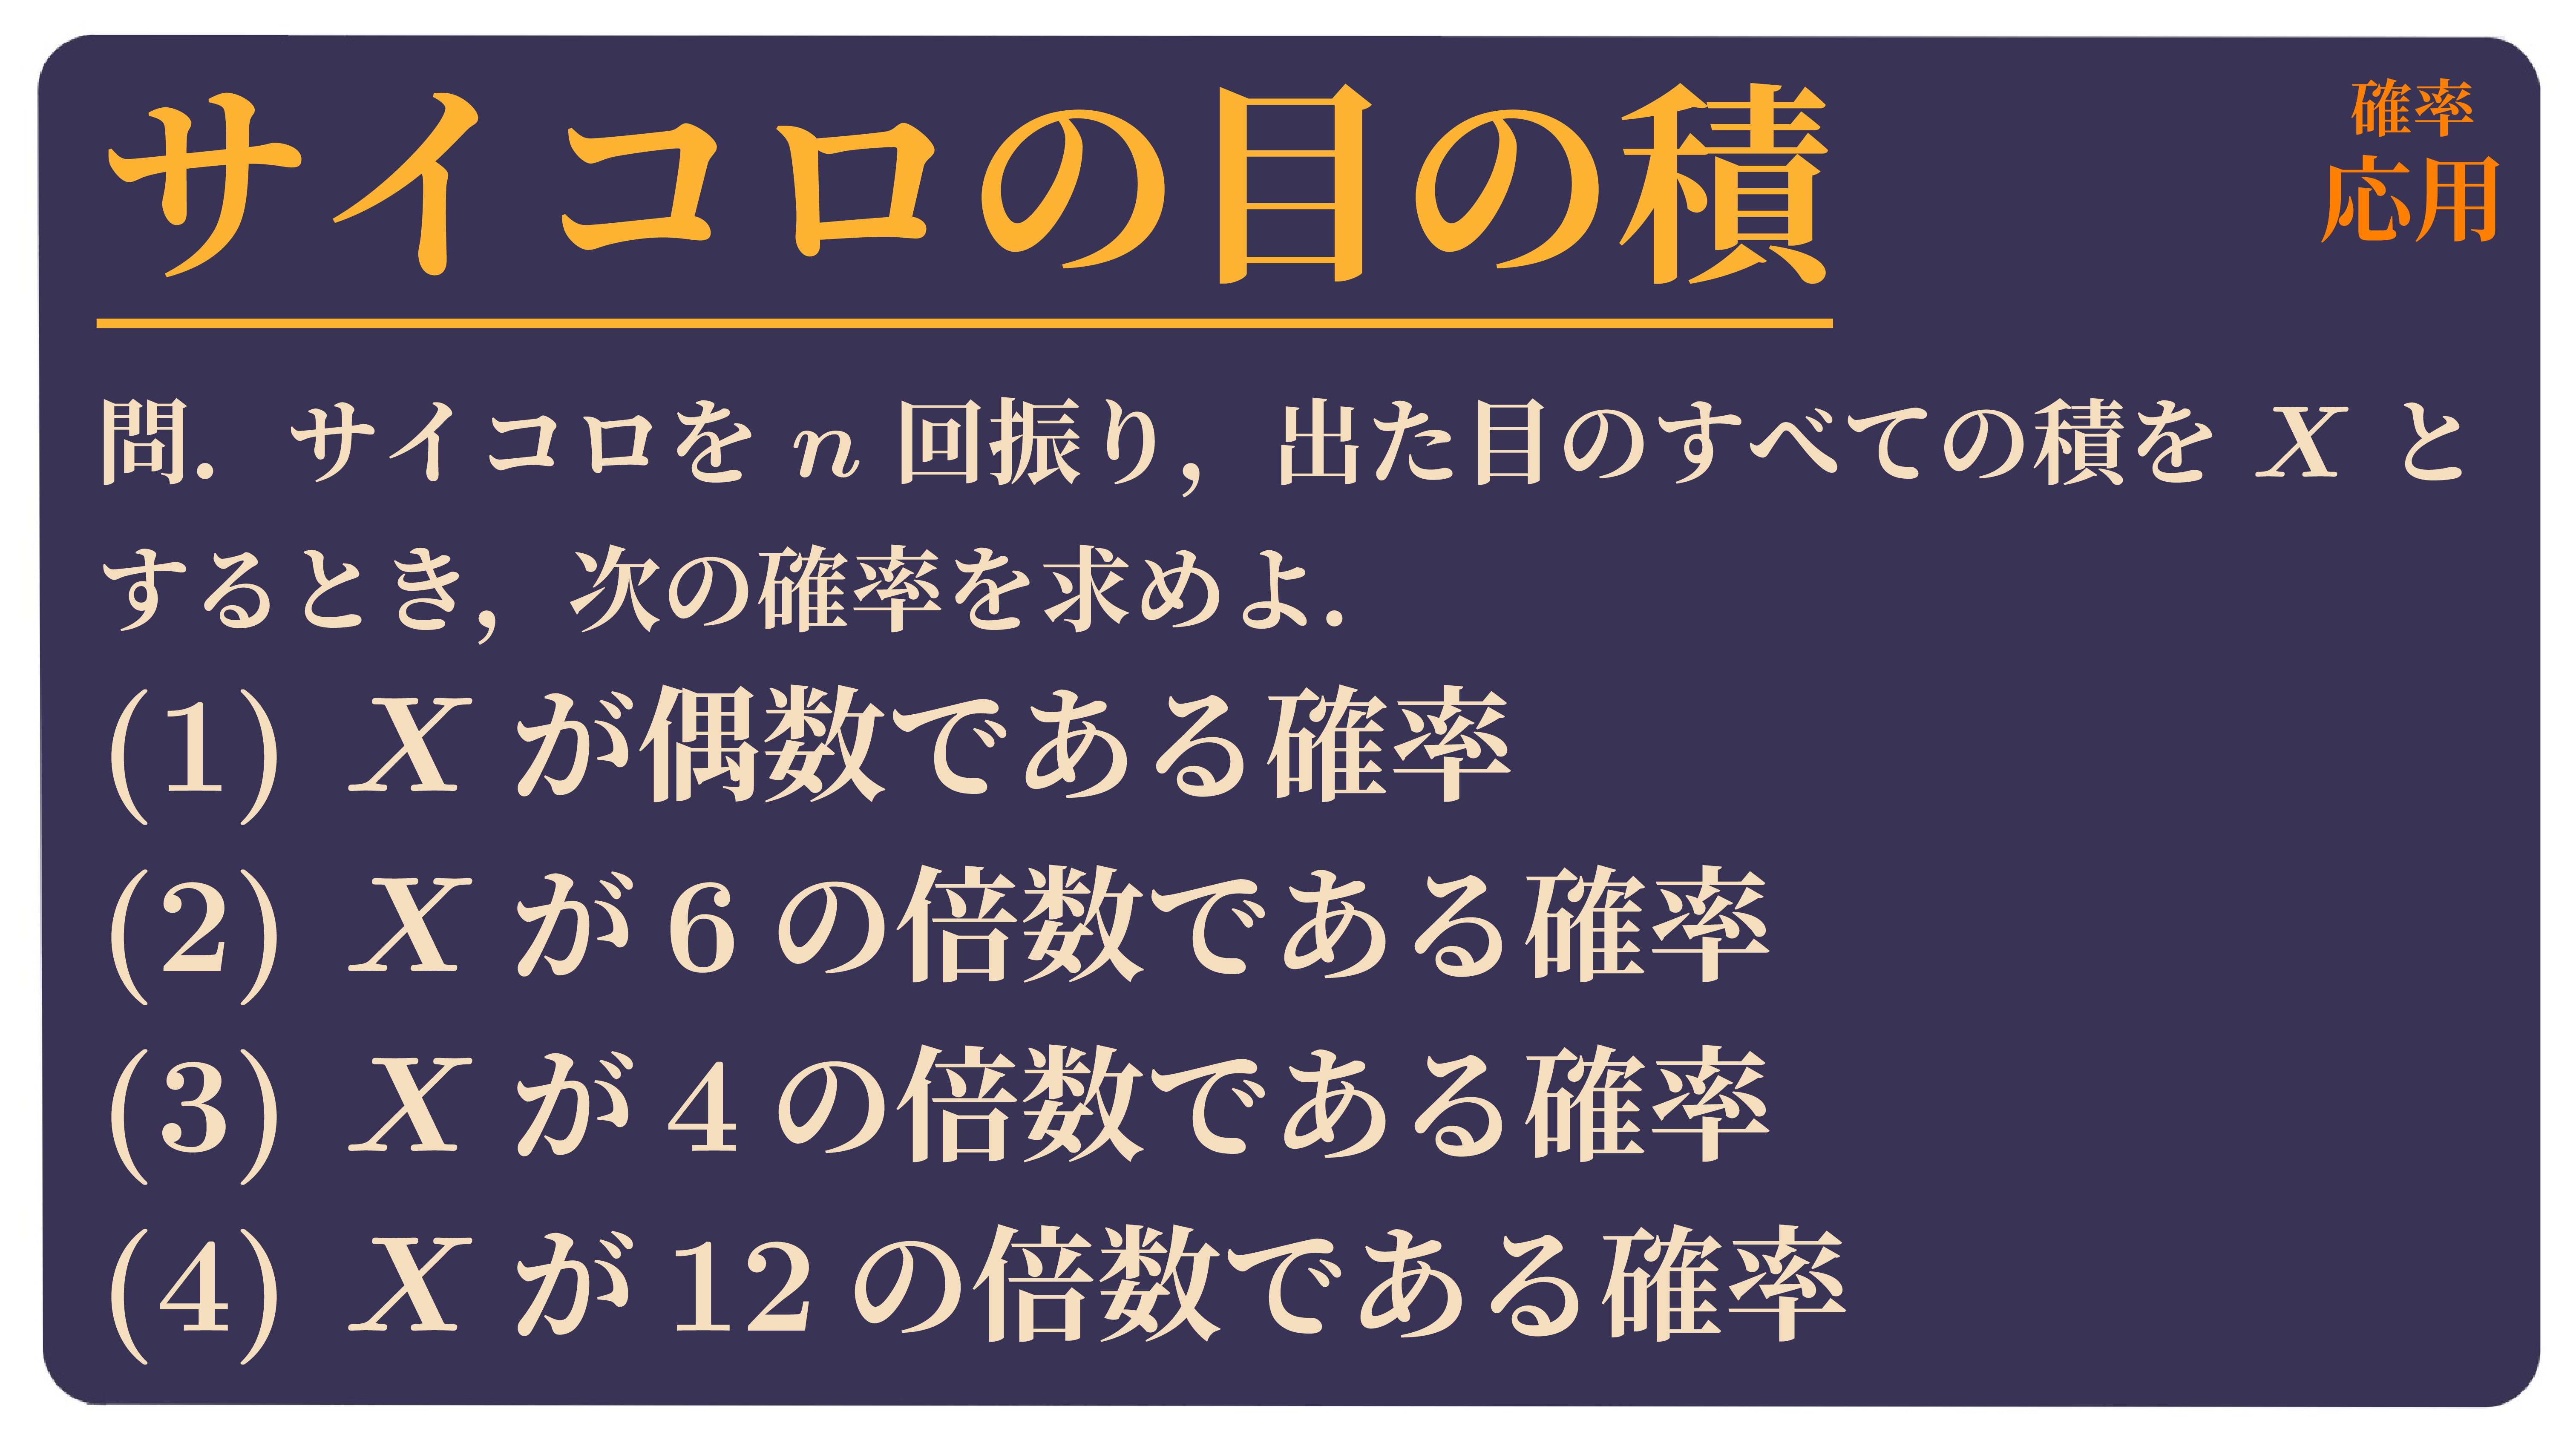 サイコロの目の積
確率
応用
問. サイコロを n 回振り, 出た目のすべての積を X と
するとき, 次の確率を求めよ.
(1) X が偶数である確率
(2) X が 6 の倍数である確率
(3) X が 4 の倍数である確率
(4) X が 12 の倍数である確率